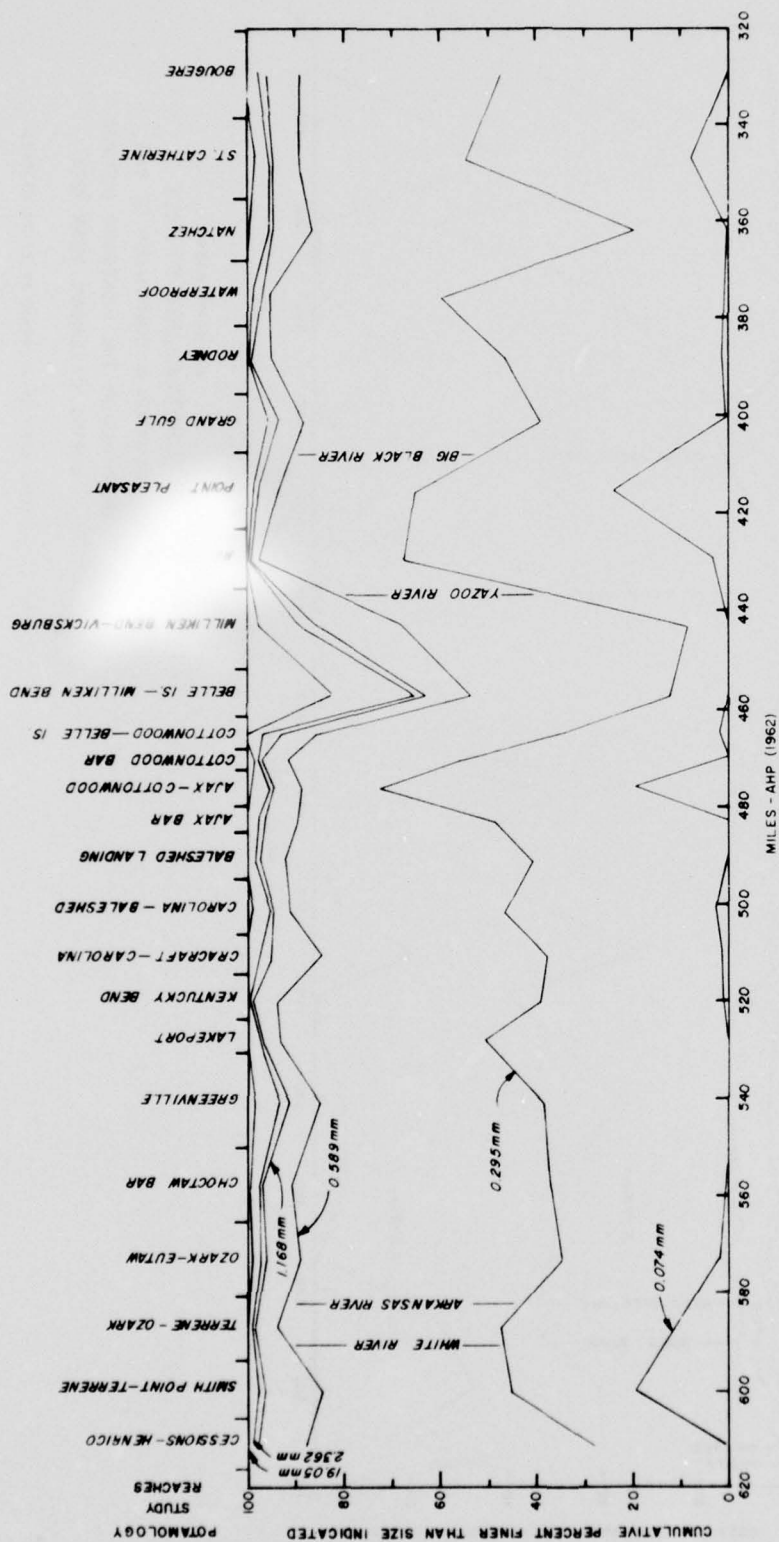 POTAMOLOGY
STUDY
REACHES
CESSIONS-HENRICO
SMITH POINT-TERRENE
TERRENE-OZARK
OZARK-EUTAW
CHOCTAW BAR
GREENVILLE
LAKEPORT
KENTUCKY BEND
CRACRAFT-CAROLINA
CAROLINA-BALESHED
BALESHED LANDING
AJAX BAR
AJAX-COTTONWOOD
COTTONWOOD BAR
COTTONWOOD-BELLE IS
BELLE IS-MILLIKEN BEND
MILLIKEN BEND-VICKSBURG
POINT PLEASANT
GRAND GULF
RODNEY
WATERPROOF
NATCHEZ
ST. CATHERINE
BOUGERE
CUMULATIVE PERCENT FINER THAN SIZE INDICATED
100
80
60
40
20
0
19.05mm
2.362mm
1.168mm
0.589mm
0.295mm
0.074mm
WHITE RIVER
ARKANSAS RIVER
YAZOO RIVER
BIG BLACK RIVER
620 600 580 560 540 520 500 480 460 440 420 400 380 360 340 320
MILES-AHP (1962)